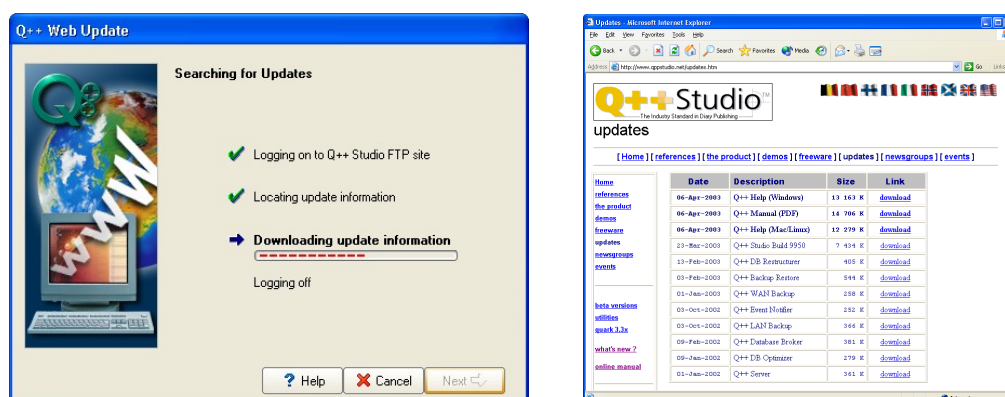 Q++ Web Update
Q++
WWW
Searching for Updates
Logging on to Q++ Studio FTP site
Locating update information
Downloading update information
Logging off
? Help
Cancel
Next
Updates - Microsoft Internet Explorer
File Edit View Favorites Tools Help
Back Search Favorites Media
Address http://www.qppstudio.net/updates.htm Go Links
Q++Studio™
The Industry Standard in Diary Publishing
updates
[ Home ] [ references ] [ the product ] [ demos ] [ freeware ] [ updates ] [ newsgroups ] [ events ]
Home
references
the product
demos
freeware
updates
newsgroups
events
beta versions
utilities
quark 3.3x
what's new ?
online manual
Date Description Size Link
06-Apr-2003 Q++ Help (Windows) 13 163 K download
06-Apr-2003 Q++ Manual (PDF) 14 706 K download
06-Apr-2003 Q++ Help (Mac/Linux) 12 279 K download
23-Mar-2003 Q++ Studio Build 9950 7 434 K download
13-Feb-2003 Q++ DB Restructurer 405 K download
03-Feb-2003 Q++ Backup Restore 544 K download
01-Jan-2003 Q++ WAN Backup 258 K download
03-Oct-2002 Q++ Event Notifier 252 K download
03-Oct-2002 Q++ LAN Backup 366 K download
09-Feb-2002 Q++ Database Broker 381 K download
09-Jan-2002 Q++ DB Optimizer 279 K download
01-Jan-2002 Q++ Server 361 K download